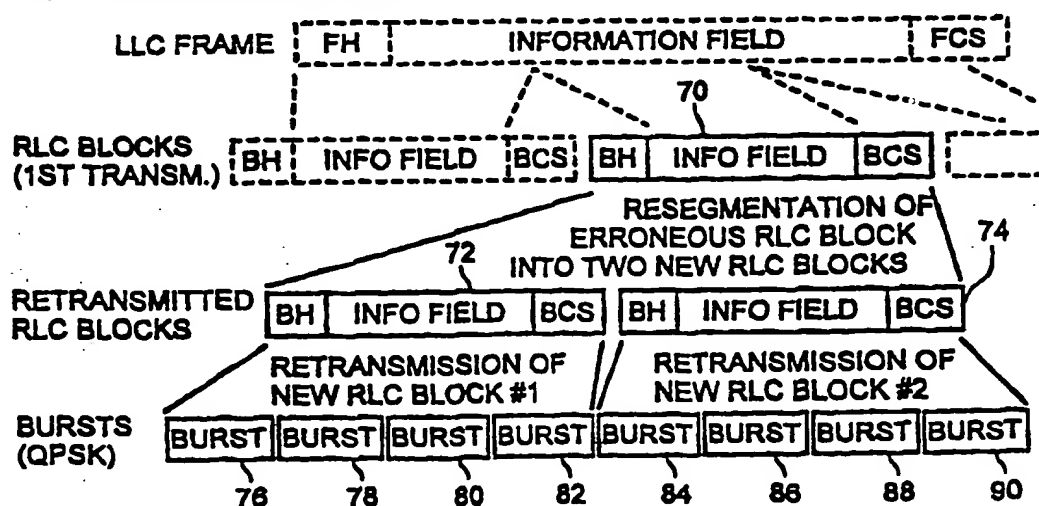 LLC FRAME FH INFORMATION FIELD FCS
70
RLC BLOCKS
(1ST TRANSM.)
BH INFO FIELD BCS BH INFO FIELD BCS
RESEGMENTATION OF
ERRONEOUS RLC BLOCK
INTO TWO NEW RLC BLOCKS
72
74
RETRANSMITTED
RLC BLOCKS
BH INFO FIELD BCS BH INFO FIELD BCS
RETRANSMISSION OF
NEW RLC BLOCK #1
RETRANSMISSION OF
NEW RLC BLOCK #2
BURSTS
(QPSK)
BURST BURST BURST BURST BURST BURST BURST BURST
76 78 80 82 84 86 88 90